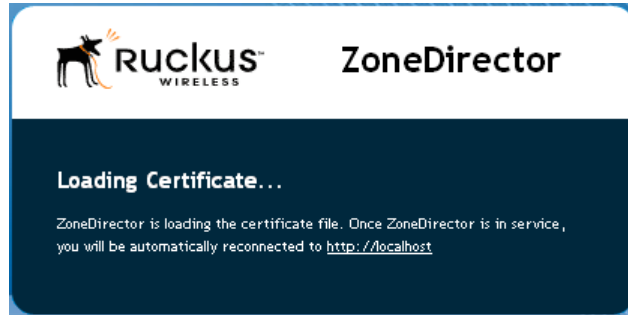 RUCKUS™ ZoneDirector
WIRELESS
Loading Certificate...
ZoneDirector is loading the certificate file. Once ZoneDirector is in service,
you will be automatically reconnected to http://localhost